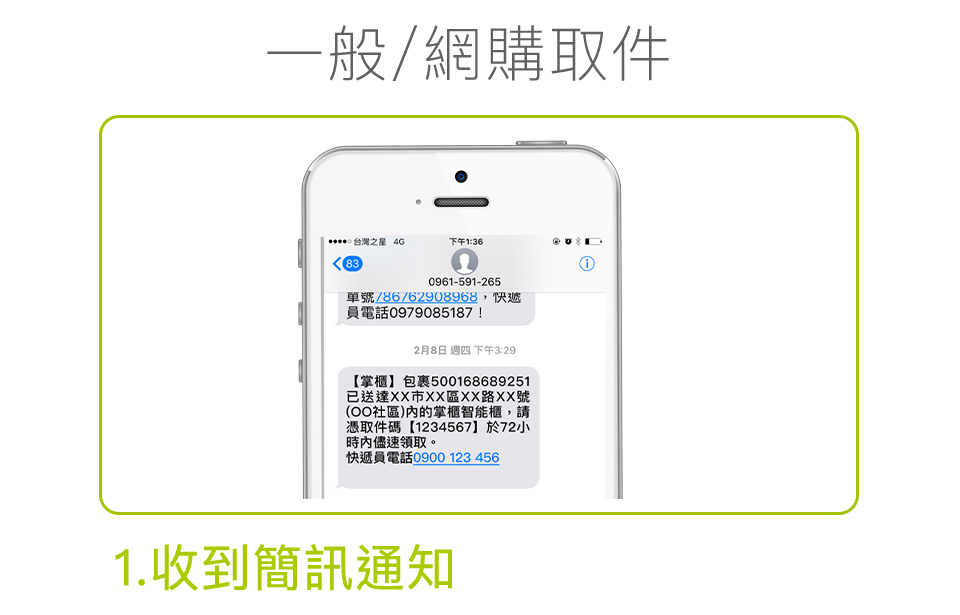 一般/網購取件
台灣之星 4G 下午1:36
83
0961-591-265
單號786762908968，快遞
員電話0979085187！
2月8日 週四 下午3:29
【掌櫃】包裹500168689251
已送達XX市XX區XX路XX號
(OO社區)內的掌櫃智能櫃，請
憑取件碼【1234567】於72小
時內儘速領取。
快遞員電話0900 123 456
1.收到簡訊通知